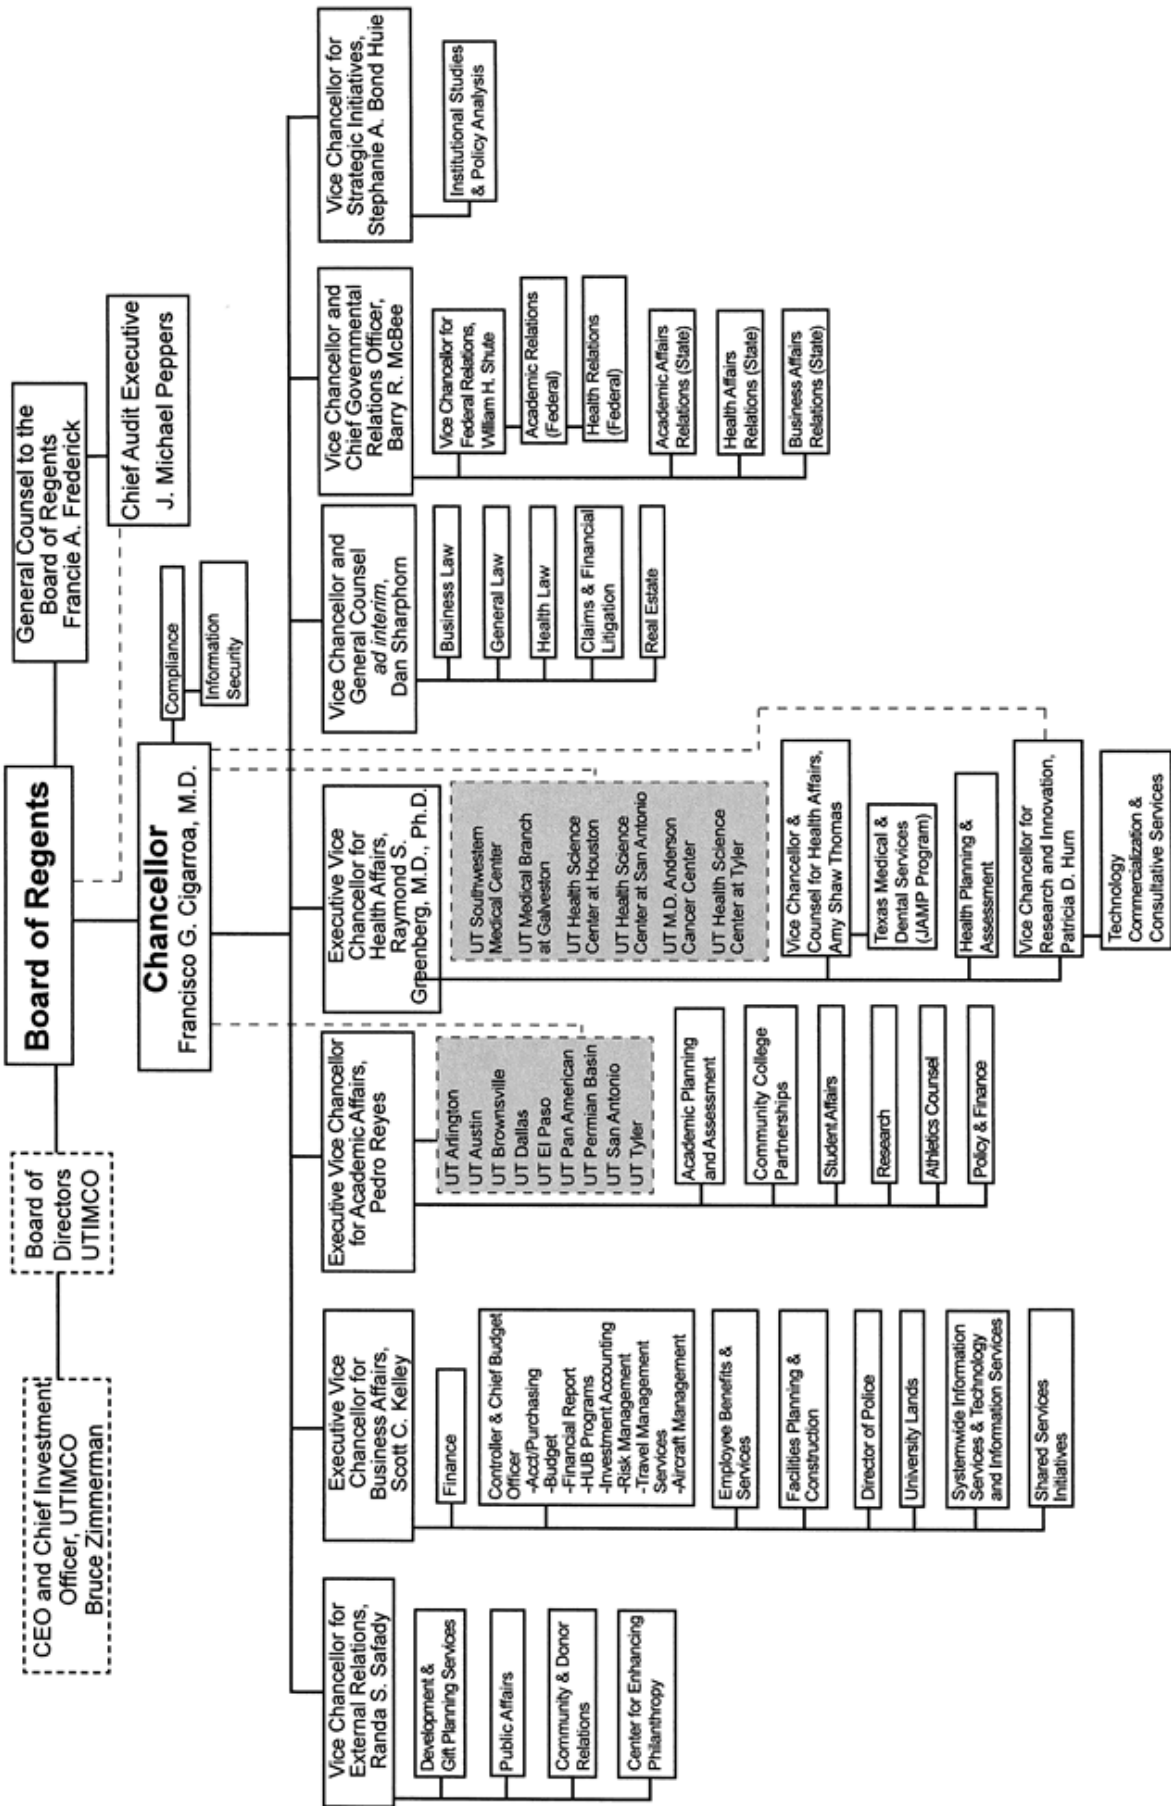 CEO and Chief Investment
Officer, UTIMCO
Bruce Zimmerman
Board of
Directors
UTIMCO
Board of Regents
General Counsel to the
Board of Regents
Francie A. Frederick
Chief Audit Executive
J. Michael Peppers
Chancellor
Francisco G. Cigarroa, M.D.
Compliance
Information
Security
Vice Chancellor for
External Relations,
Randa S. Safady
Development &
Gift Planning Services
Public Affairs
Community & Donor
Relations
Center for Enhancing
Philanthropy
Executive Vice
Chancellor for
Business Affairs,
Scott C. Kelley
Finance
Controller & Chief Budget
Officer
-Acct/Purchasing
-Budget
-Financial Report
-HUB Programs
-Investment Accounting
-Risk Management
-Travel Management
Services
-Aircraft Management
Employee Benefits &
Services
Facilities Planning &
Construction
Director of Police
University Lands
Systemwide Information
Services & Technology
and Information Services
Shared Services
Initiatives
Executive Vice Chancellor
for Academic Affairs,
Pedro Reyes
UT Arlington
UT Austin
UT Brownsville
UT Dallas
UT El Paso
UT Pan American
UT Permian Basin
UT San Antonio
UT Tyler
Academic Planning
and Assessment
Community College
Partnerships
Student Affairs
Research
Athletics Counsel
Policy & Finance
Executive Vice
Chancellor for
Health Affairs,
Raymond S.
Greenberg, M.D., Ph.D.
UT Southwestern
Medical Center
UT Medical Branch
at Galveston
UT Health Science
Center at Houston
UT Health Science
Center at San Antonio
UT M.D. Anderson
Cancer Center
UT Health Science
Center at Tyler
Vice Chancellor &
Counsel for Health Affairs,
Amy Shaw Thomas
Texas Medical &
Dental Services
(JAMP Program)
Health Planning &
Assessment
Vice Chancellor for
Research and Innovation,
Patricia D. Hurn
Technology
Commercialization &
Consultative Services
Vice Chancellor and
General Counsel
ad interim,
Dan Sharphorn
Business Law
General Law
Health Law
Claims & Financial
Litigation
Real Estate
Vice Chancellor and
Chief Governmental
Relations Officer,
Barry R. McBee
Vice Chancellor for
Federal Relations,
William H. Shute
Academic Relations
(Federal)
Health Relations
(Federal)
Academic Affairs
Relations (State)
Health Affairs
Relations (State)
Business Affairs
Relations (State)
Vice Chancellor for
Strategic Initiatives,
Stephanie A. Bond Huie
Institutional Studies
& Policy Analysis